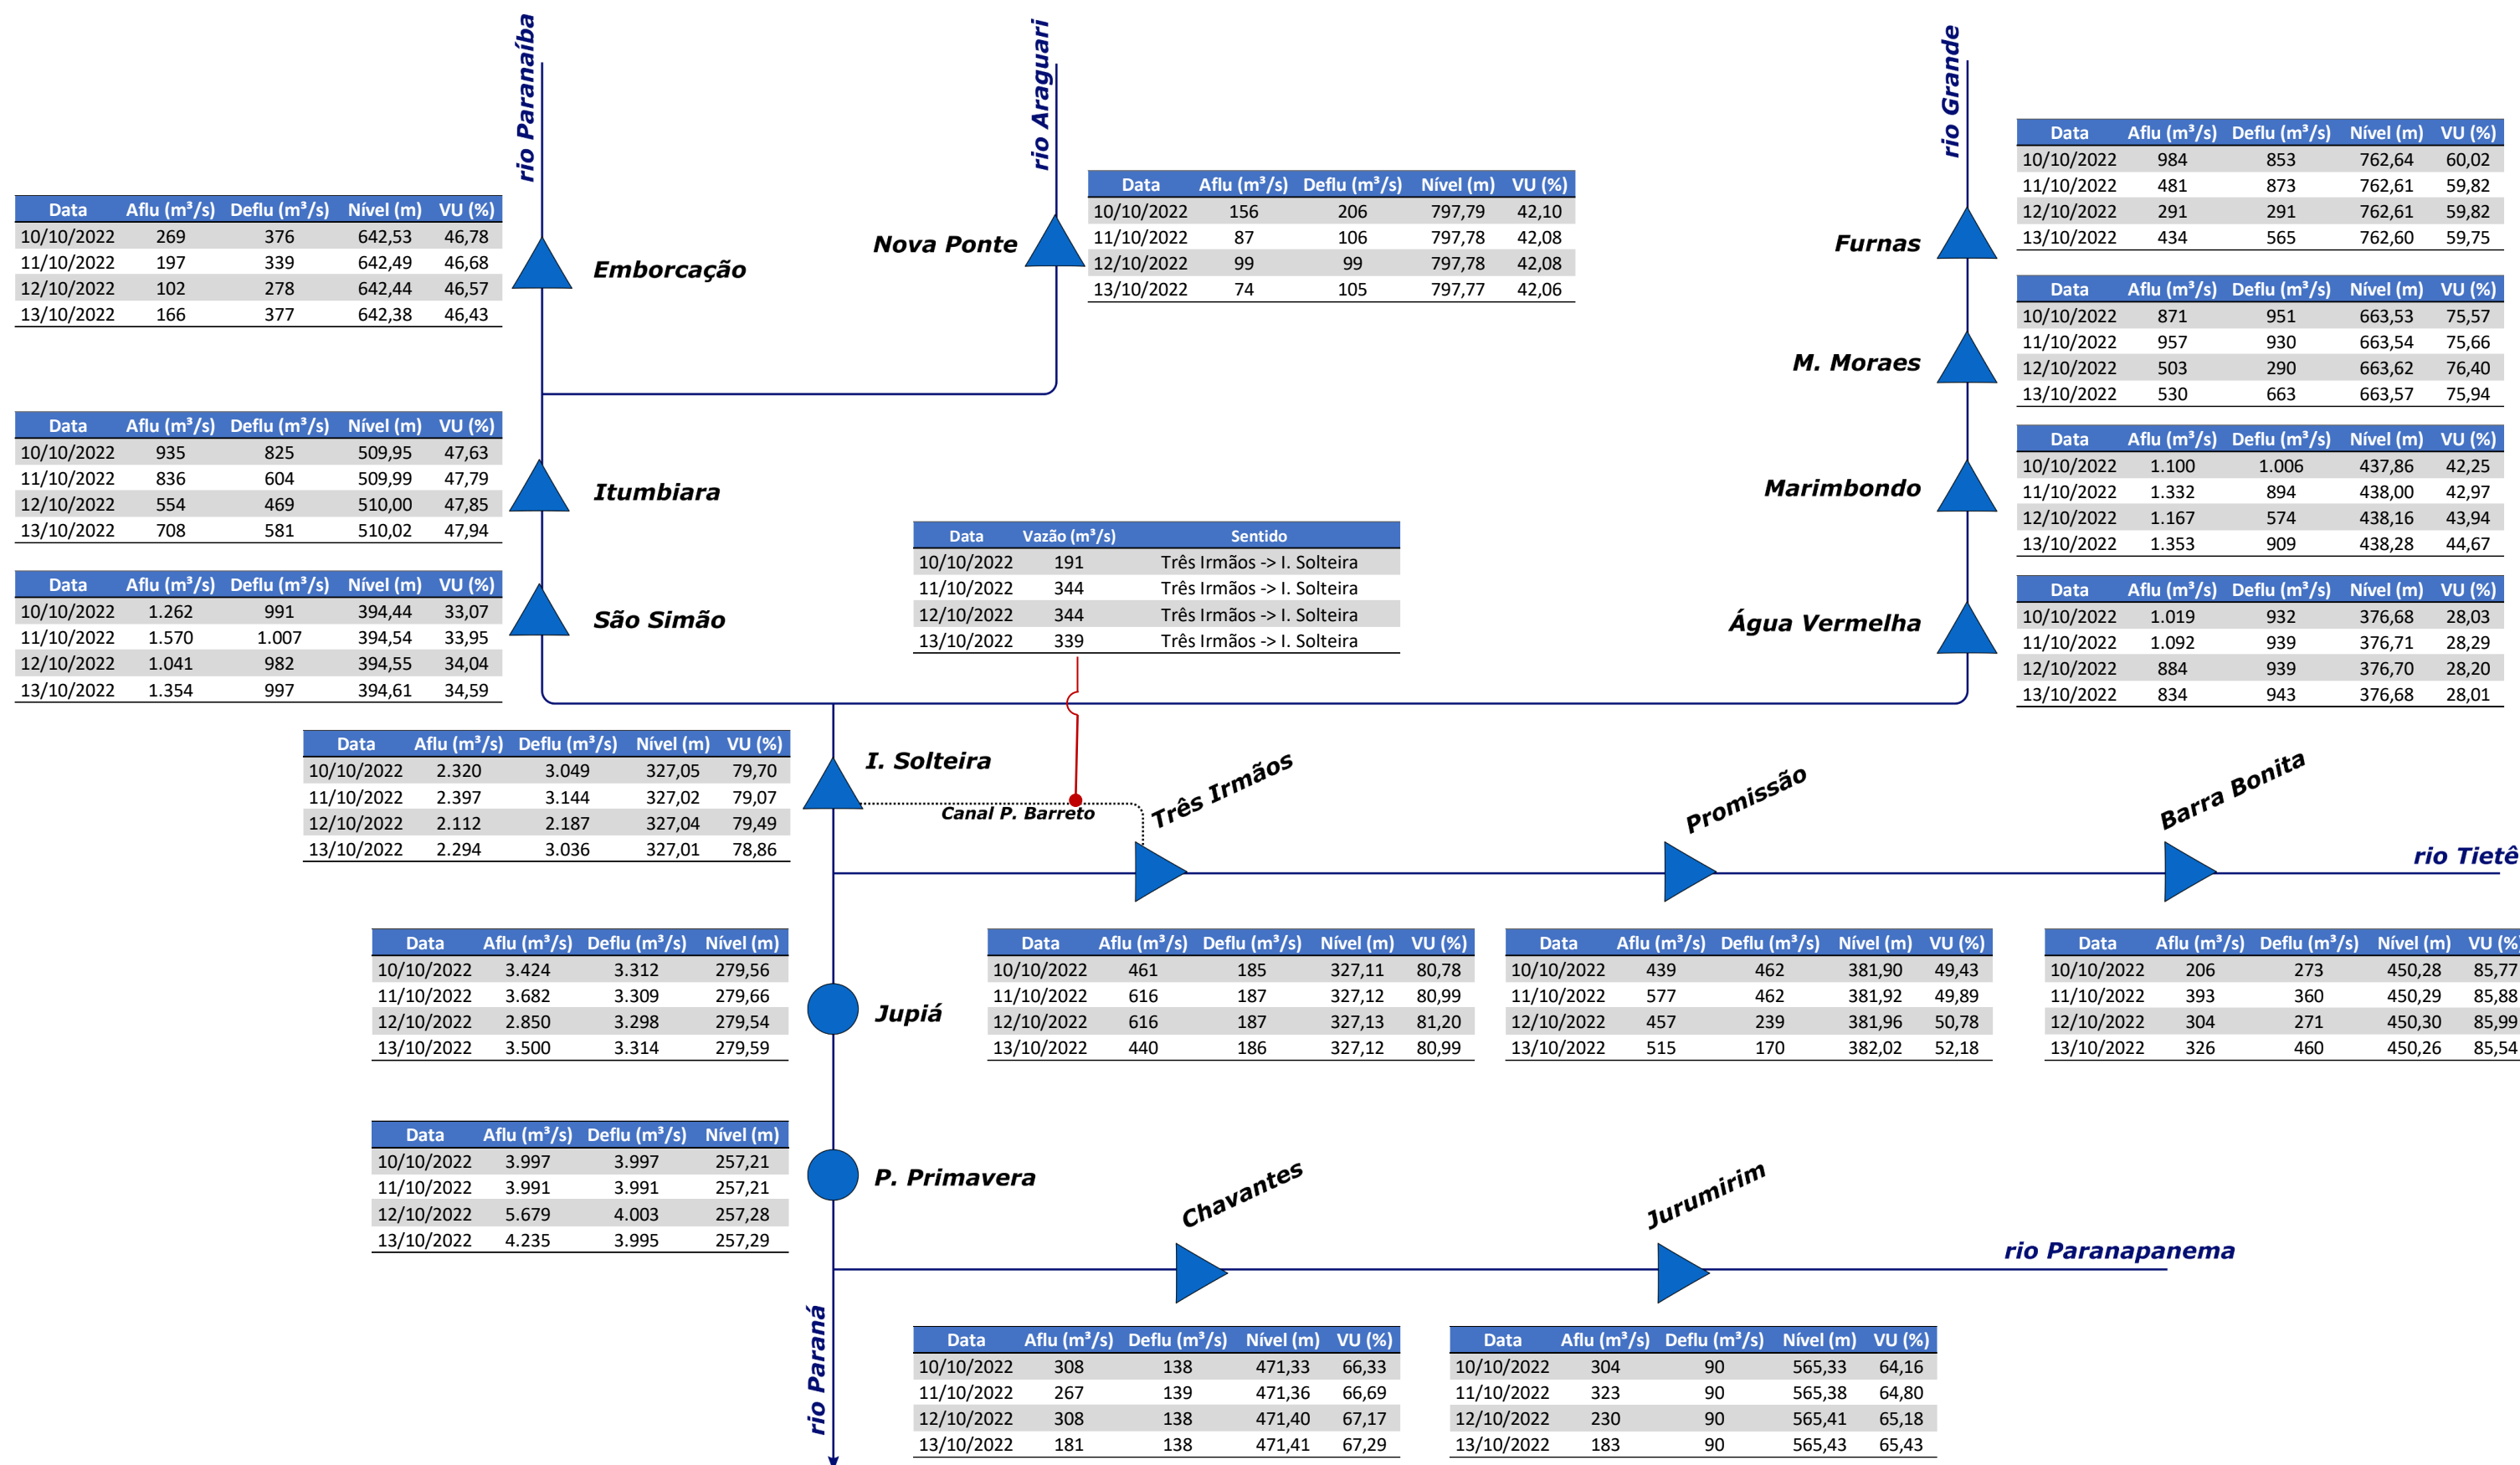 rio Paranaíba
rio Araguari
rio Grande
Data Aflu (m³/s) Deflu (m³/s) Nível (m) VU (%)
10/10/2022 269 376 642,53 46,78
11/10/2022 197 339 642,49 46,68
12/10/2022 102 278 642,44 46,57
13/10/2022 166 377 642,38 46,43
Emborcação
Nova Ponte
Data Aflu (m³/s) Deflu (m³/s) Nível (m) VU (%)
10/10/2022 156 206 797,79 42,10
11/10/2022 87 106 797,78 42,08
12/10/2022 99 99 797,78 42,08
13/10/2022 74 105 797,77 42,06
Furnas
Data Aflu (m³/s) Deflu (m³/s) Nível (m) VU (%)
10/10/2022 984 853 762,64 60,02
11/10/2022 481 873 762,61 59,82
12/10/2022 291 291 762,61 59,82
13/10/2022 434 565 762,60 59,75
M. Moraes
Data Aflu (m³/s) Deflu (m³/s) Nível (m) VU (%)
10/10/2022 871 951 663,53 75,57
11/10/2022 957 930 663,54 75,66
12/10/2022 503 290 663,62 76,40
13/10/2022 530 663 663,57 75,94
Data Aflu (m³/s) Deflu (m³/s) Nível (m) VU (%)
10/10/2022 935 825 509,95 47,63
11/10/2022 836 604 509,99 47,79
12/10/2022 554 469 510,00 47,85
13/10/2022 708 581 510,02 47,94
Itumbiara
Marimbondo
Data Aflu (m³/s) Deflu (m³/s) Nível (m) VU (%)
10/10/2022 1.100 1.006 437,86 42,25
11/10/2022 1.332 894 438,00 42,97
12/10/2022 1.167 574 438,16 43,94
13/10/2022 1.353 909 438,28 44,67
Data Vazão (m³/s) Sentido
10/10/2022 191 Três Irmãos -> I. Solteira
11/10/2022 344 Três Irmãos -> I. Solteira
12/10/2022 344 Três Irmãos -> I. Solteira
13/10/2022 339 Três Irmãos -> I. Solteira
Data Aflu (m³/s) Deflu (m³/s) Nível (m) VU (%)
10/10/2022 1.262 991 394,44 33,07
11/10/2022 1.570 1.007 394,54 33,95
12/10/2022 1.041 982 394,55 34,04
13/10/2022 1.354 997 394,61 34,59
São Simão
Água Vermelha
Data Aflu (m³/s) Deflu (m³/s) Nível (m) VU (%)
10/10/2022 1.019 932 376,68 28,03
11/10/2022 1.092 939 376,71 28,29
12/10/2022 884 939 376,70 28,20
13/10/2022 834 943 376,68 28,01
Data Aflu (m³/s) Deflu (m³/s) Nível (m) VU (%)
10/10/2022 2.320 3.049 327,05 79,70
11/10/2022 2.397 3.144 327,02 79,07
12/10/2022 2.112 2.187 327,04 79,49
13/10/2022 2.294 3.036 327,01 78,86
I. Solteira
Canal P. Barreto
Três Irmãos
Promissão
Barra Bonita
rio Tietê
Data Aflu (m³/s) Deflu (m³/s) Nível (m)
10/10/2022 3.424 3.312 279,56
11/10/2022 3.682 3.309 279,66
12/10/2022 2.850 3.298 279,54
13/10/2022 3.500 3.314 279,59
Jupiá
Data Aflu (m³/s) Deflu (m³/s) Nível (m) VU (%)
10/10/2022 461 185 327,11 80,78
11/10/2022 616 187 327,12 80,99
12/10/2022 616 187 327,13 81,20
13/10/2022 440 186 327,12 80,99
Data Aflu (m³/s) Deflu (m³/s) Nível (m) VU (%)
10/10/2022 439 462 381,90 49,43
11/10/2022 577 462 381,92 49,89
12/10/2022 457 239 381,96 50,78
13/10/2022 515 170 382,02 52,18
Data Aflu (m³/s) Deflu (m³/s) Nível (m) VU (%
10/10/2022 206 273 450,28 85,77
11/10/2022 393 360 450,29 85,88
12/10/2022 304 271 450,30 85,99
13/10/2022 326 460 450,26 85,54
Data Aflu (m³/s) Deflu (m³/s) Nível (m)
10/10/2022 3.997 3.997 257,21
11/10/2022 3.991 3.991 257,21
12/10/2022 5.679 4.003 257,28
13/10/2022 4.235 3.995 257,29
P. Primavera
Chavantes
Jurumirim
rio Paranapanema
rio Paraná
Data Aflu (m³/s) Deflu (m³/s) Nível (m) VU (%)
10/10/2022 308 138 471,33 66,33
11/10/2022 267 139 471,36 66,69
12/10/2022 308 138 471,40 67,17
13/10/2022 181 138 471,41 67,29
Data Aflu (m³/s) Deflu (m³/s) Nível (m) VU (%)
10/10/2022 304 90 565,33 64,16
11/10/2022 323 90 565,38 64,80
12/10/2022 230 90 565,41 65,18
13/10/2022 183 90 565,43 65,43